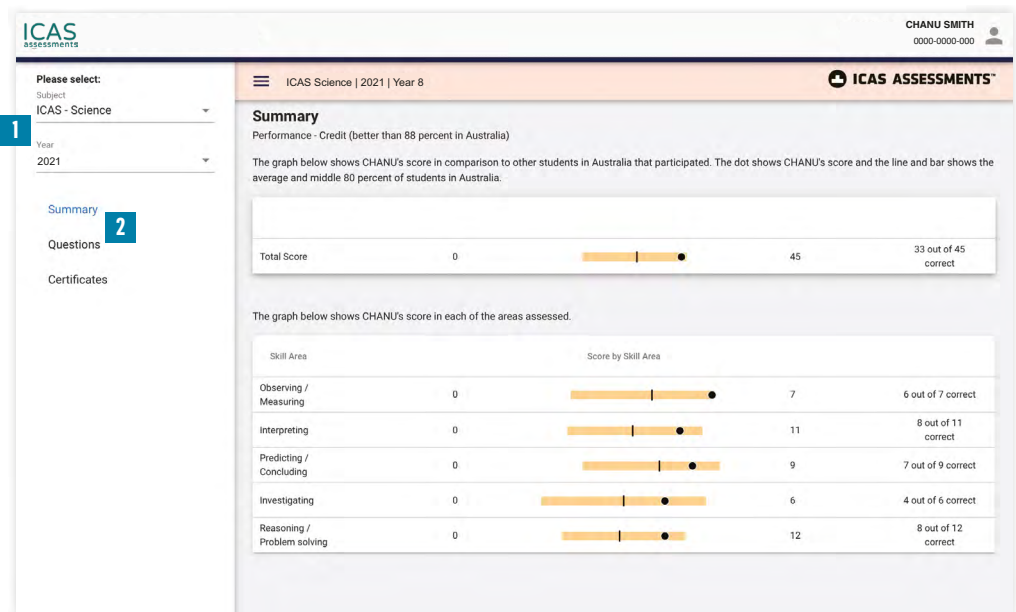 ICAS
assessments
CHANU SMITH
0000-0000-000
Please select:
Subject
ICAS - Science
1
Year
2021
Summary
2
Questions
Certificates
ICAS Science | 2021 | Year 8
ICAS ASSESSMENTS™
Summary
Performance - Credit (better than 88 percent in Australia)
The graph below shows CHANU's score in comparison to other students in Australia that participated. The dot shows CHANU's score and the line and bar shows the
average and middle 80 percent of students in Australia.
Total Score 0 45 33 out of 45
correct
The graph below shows CHANU's score in each of the areas assessed.
Skill Area Score by Skill Area
Observing /
Measuring 0 7 6 out of 7 correct
Interpreting 0 11 8 out of 11
correct
Predicting /
Concluding 0 9 7 out of 9 correct
Investigating 0 6 4 out of 6 correct
Reasoning /
Problem solving 0 12 8 out of 12
correct